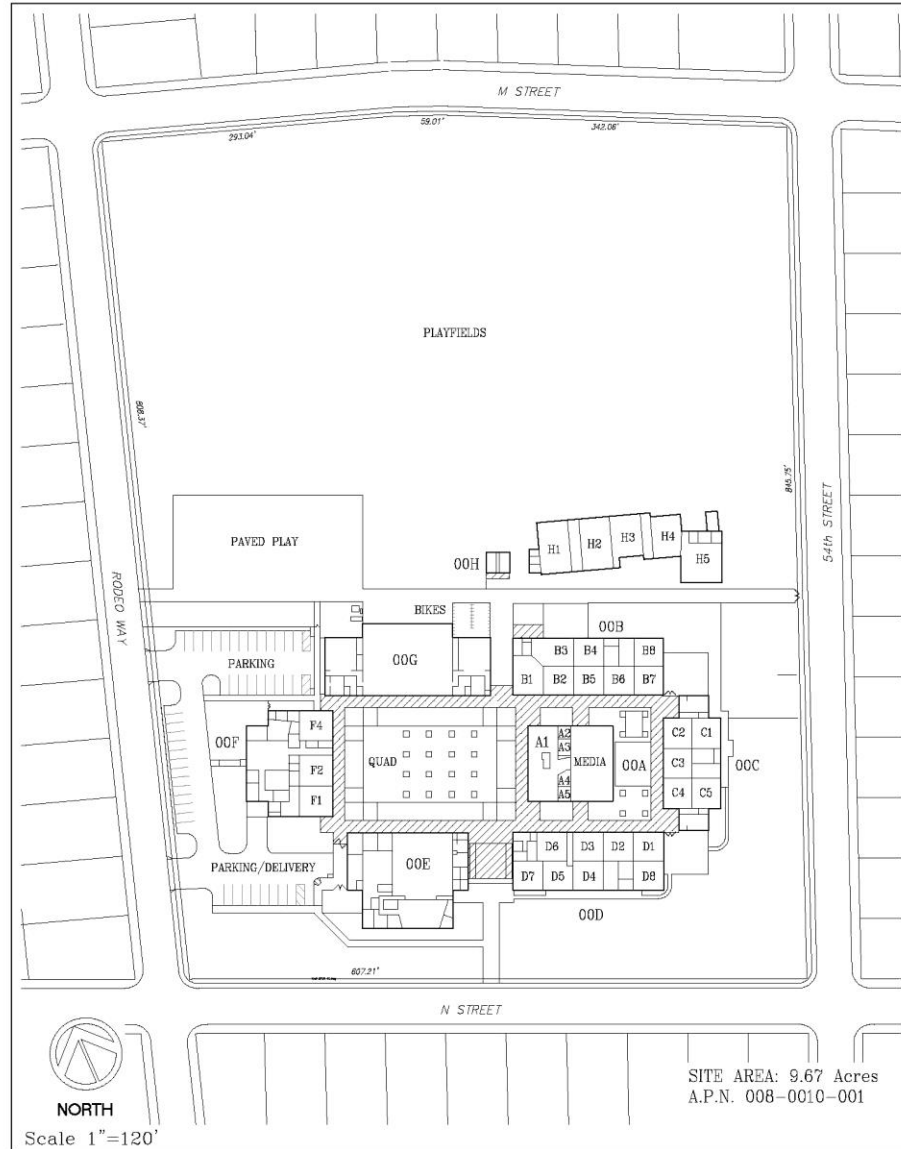 M STREET
293.04'
59.01'
342.06'
PLAYFIELDS
808.37'
845.75'
RODEO WAY
54th STREET
PAVED PLAY
00H
H1
H2
H3
H4
H5
BIKES
00B
PARKING
00G
B3
B4
B8
B1
B2
B5
B6
B7
00F
F4
F2
F1
QUAD
A1
A2
A3
A4
A5
MEDIA
00A
C2
C1
C3
C4
C5
00C
PARKING/DELIVERY
00E
D6
D3
D2
D1
D7
D5
D4
D8
00D
607.21'
N STREET
NORTH
Scale 1"=120'
SITE AREA: 9.67 Acres
A.P.N. 008-0010-001